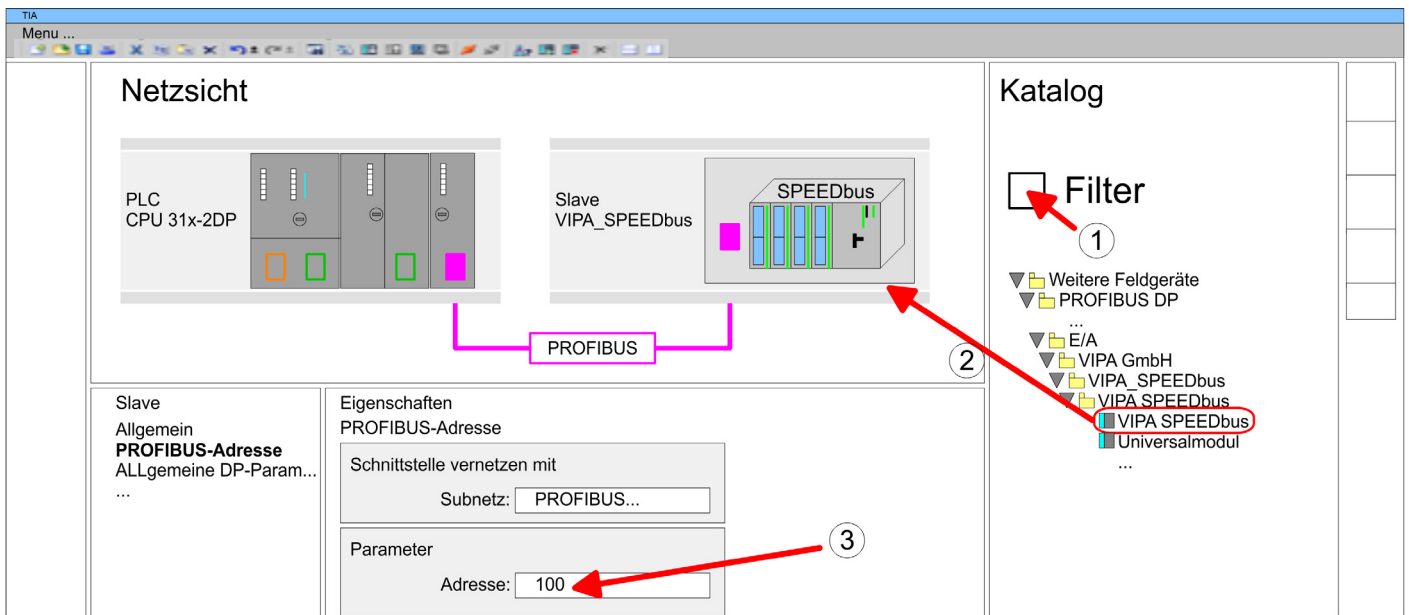 TIA
Menu ...
Netzsicht
PLC
CPU 31x-2DP
Slave
VIPA_SPEEDbus
SPEEDbus
PROFIBUS
2
Katalog
Filter
1
Weitere Feldgeräte
PROFIBUS DP
...
E/A
VIPA GmbH
VIPA_SPEEDbus
VIPA SPEEDbus
VIPA SPEEDbus
Universalmodul
...
Slave
Allgemein
PROFIBUS-Adresse
ALLgemeine DP-Param...
...
Eigenschaften
PROFIBUS-Adresse
Schnittstelle vernetzen mit
Subnetz: PROFIBUS...
Parameter
Adresse: 100
3